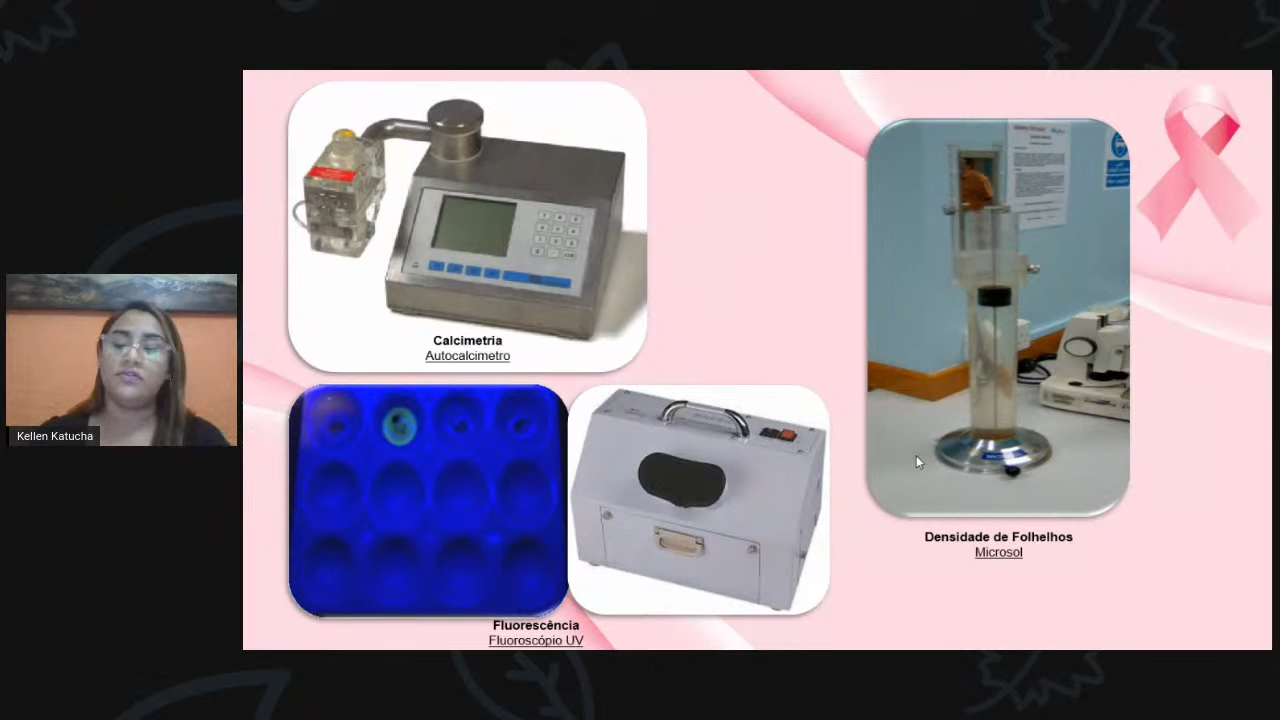 Kellen Katucha
Calcimetria
Autocalcimetro
Fluorescência
Fluoroscópio UV
Densidade de Folhelhos
Microsol